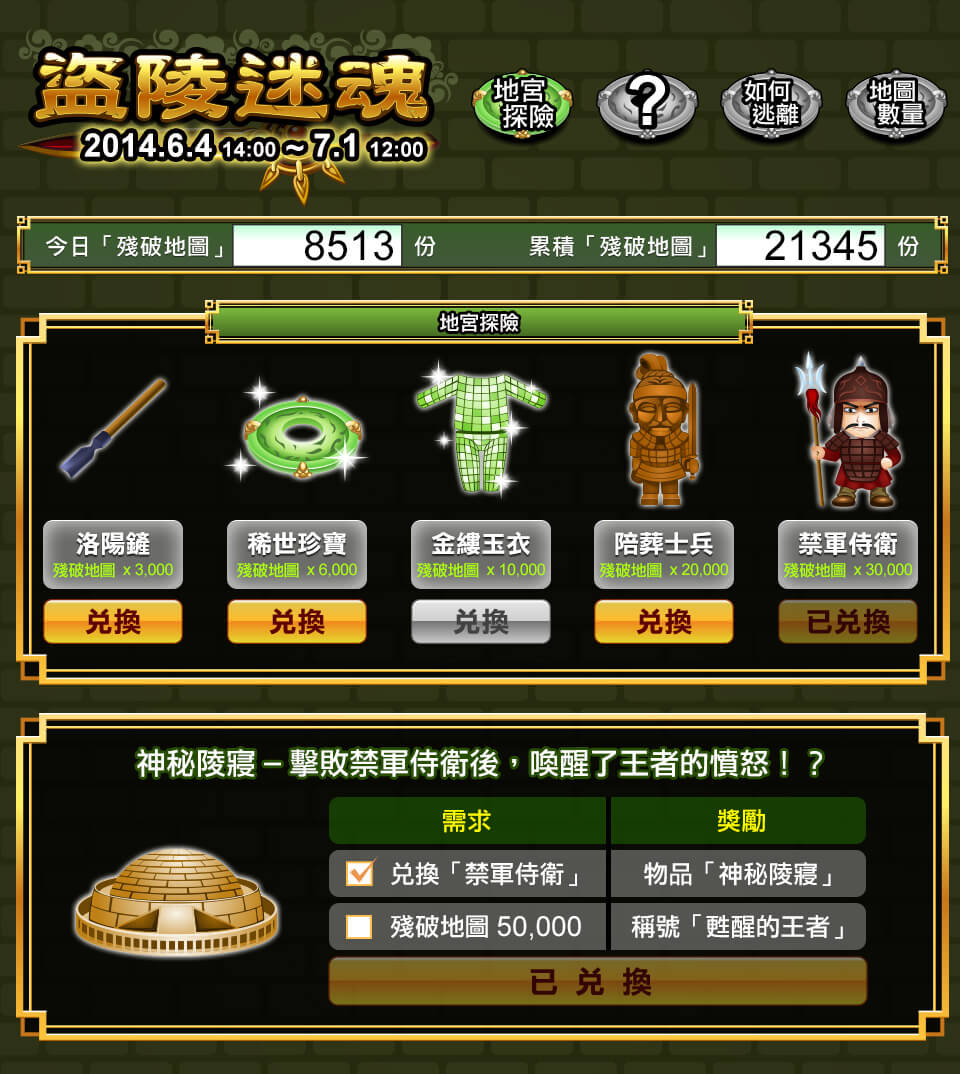 盜陵迷魂
2014.6.4 14:00 ~ 7.1 12:00
地宮
探險
?
如何
逃離
地圖
數量
今日「殘破地圖」 8513 份
累積「殘破地圖」 21345 份
地宮探險
洛陽鏟
殘破地圖 x 3,000
兌換
稀世珍寶
殘破地圖 x 6,000
兌換
金縷玉衣
殘破地圖 x 10,000
兌換
陪葬士兵
殘破地圖 x 20,000
兌換
禁軍侍衛
殘破地圖 x 30,000
已兌換
神秘陵寢 – 擊敗禁軍侍衛後，喚醒了王者的憤怒！？
需求 獎勵
兌換「禁軍侍衛」 物品「神秘陵寢」
殘破地圖 50,000 稱號「甦醒的王者」
已兌換